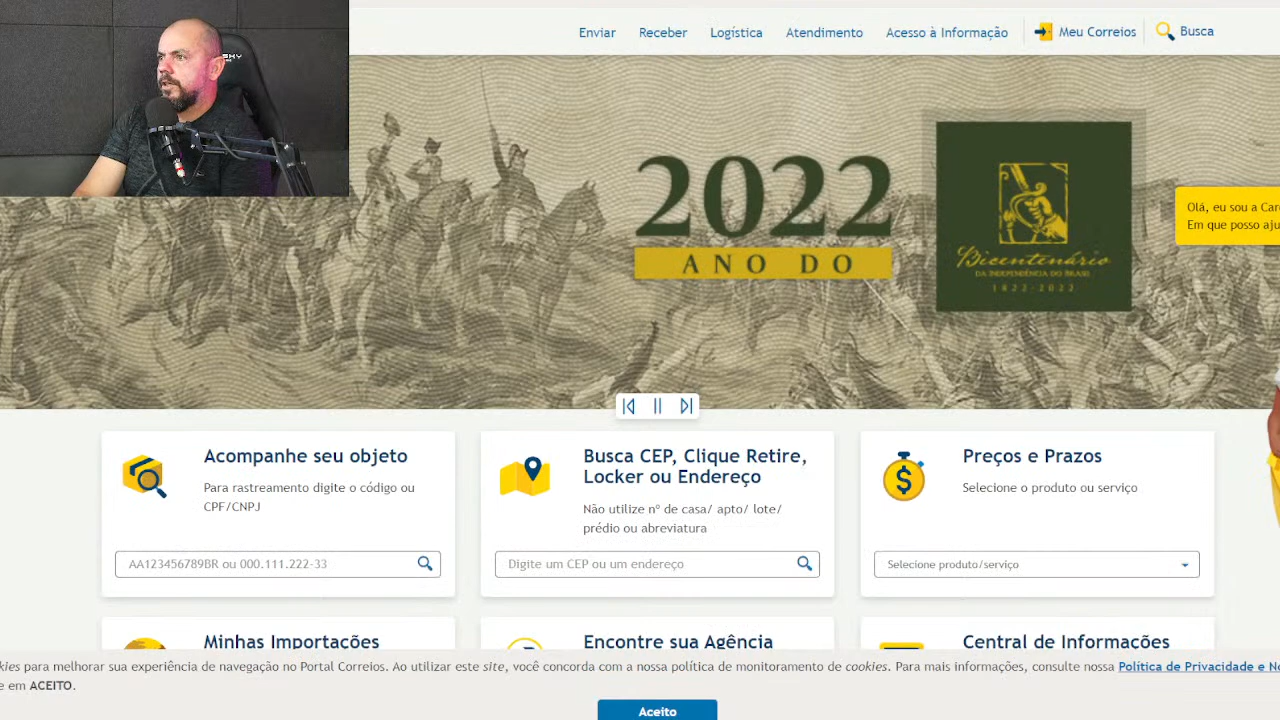 Enviar
Receber
Logística
Atendimento
Acesso à Informação
Meu Correios
Busca
2022
ANO DO
Bicentenário
DA INDEPENDÊNCIA DO BRASIL
1822-2022
Olá, eu sou a Car
Em que posso aju
Acompanhe seu objeto
Para rastreamento digite o código ou
CPF/CNPJ
AA123456789BR ou 000.111.222-33
Busca CEP, Clique Retire,
Locker ou Endereço
Não utilize nº de casa/ apto/ lote/
prédio ou abreviatura
Digite um CEP ou um endereço
Preços e Prazos
Selecione o produto ou serviço
Selecione produto/serviço
Minhas Importações
Encontre sua Agência
Central de Informações
kies para melhorar sua experiência de navegação no Portal Correios. Ao utilizar este site, você concorda com a nossa política de monitoramento de cookies. Para mais informações, consulte nossa Política de Privacidade e No
e em ACEITO.
Aceito